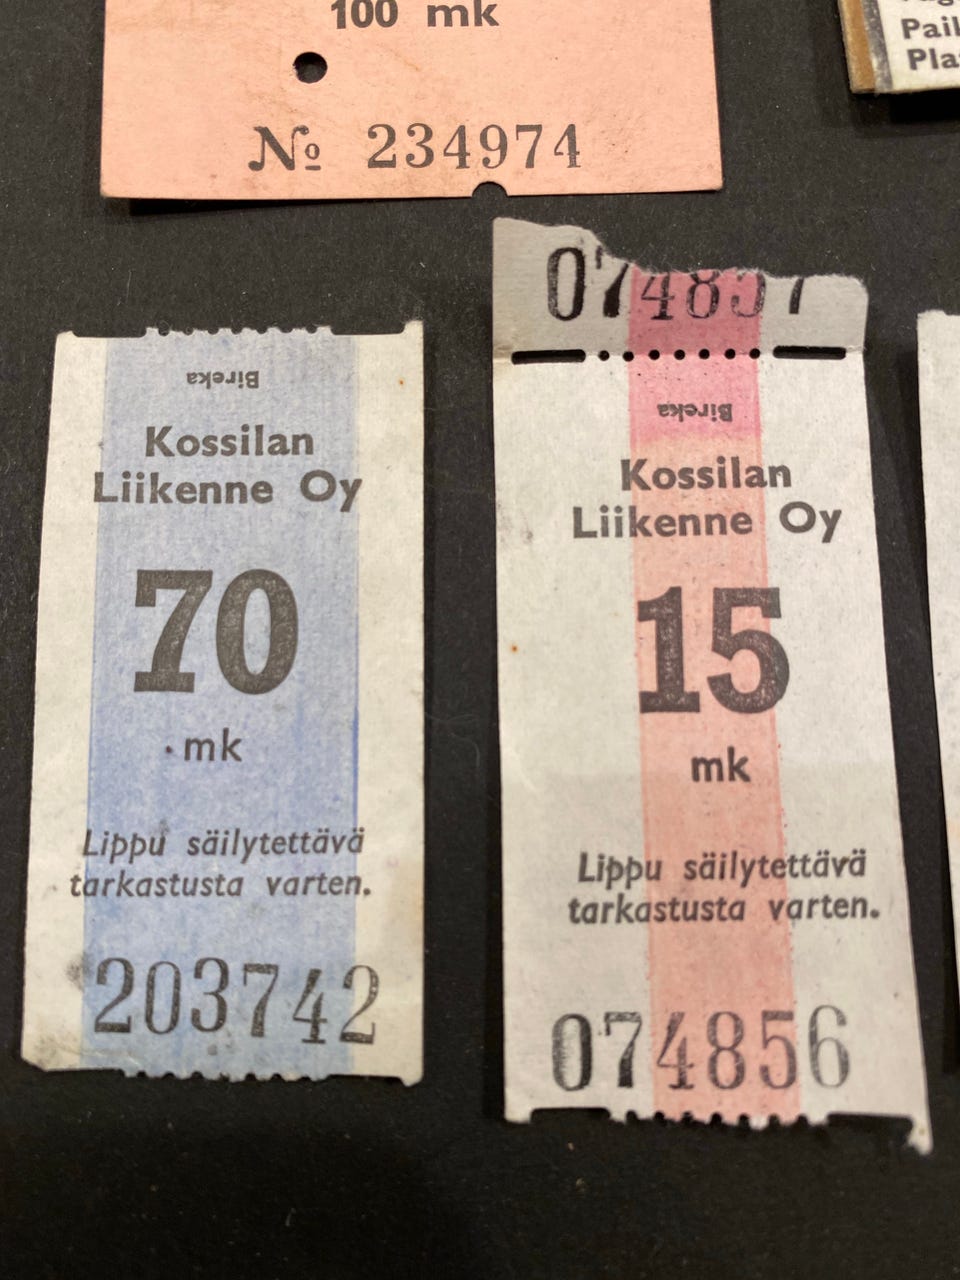 100 mk
№ 234974
Bireka
Kossilan
Liikenne Oy
70
mk
Lippu säilytettävä
tarkastusta varten.
203742
074857
Bireka
Kossilan
Liikenne Oy
15
mk
Lippu säilytettävä
tarkastusta varten.
074856